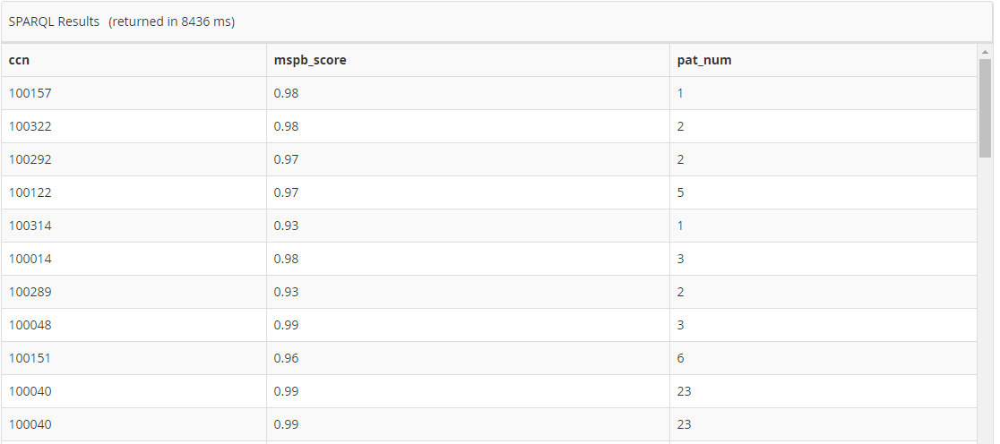 SPARQL Results (returned in 8436 ms)
ccn mspb_score pat_num
100157 0.98 1
100322 0.98 2
100292 0.97 2
100122 0.97 5
100314 0.93 1
100014 0.98 3
100289 0.93 2
100048 0.99 3
100151 0.96 6
100040 0.99 23
100040 0.99 23